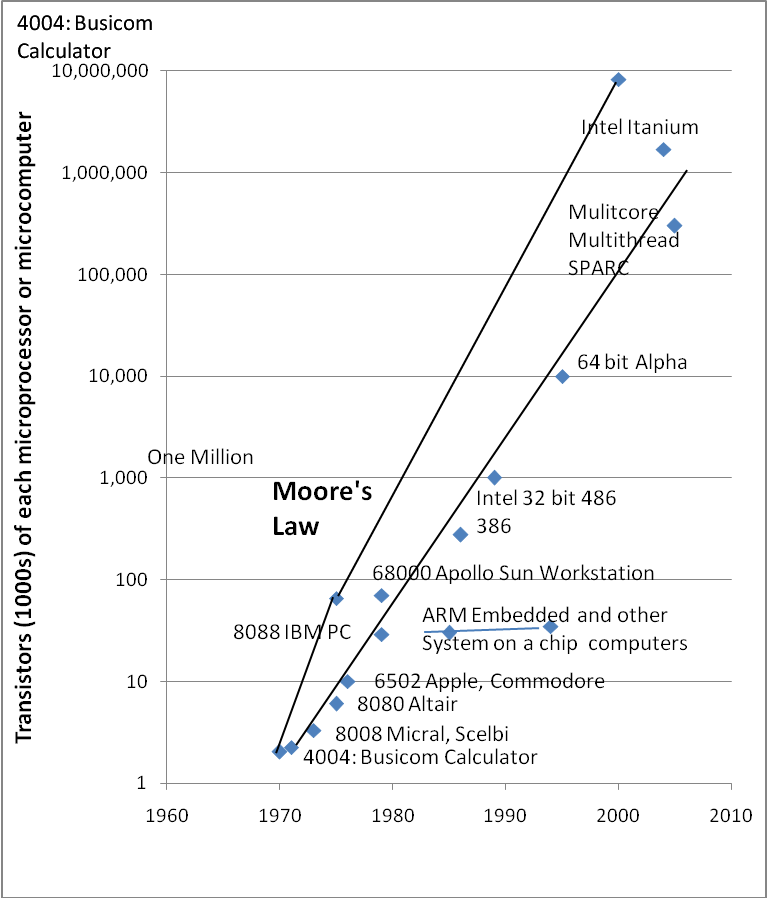 4004: Busicom
Calculator
10,000,000
Intel Itanium
1,000,000
Mulitcore
Multithread
SPARC
100,000
64 bit Alpha
10,000
One Million
1,000
Moore's
Law
Intel 32 bit 486
386
68000 Apollo Sun Workstation
100
ARM Embedded and other
System on a chip computers
8088 IBM PC
6502 Apple, Commodore
10
8080 Altair
8008 Micral, Scelbi
4004: Busicom Calculator
1
1960 1970 1980 1990 2000 2010
Transistors (1000s) of each microprocessor or microcomputer